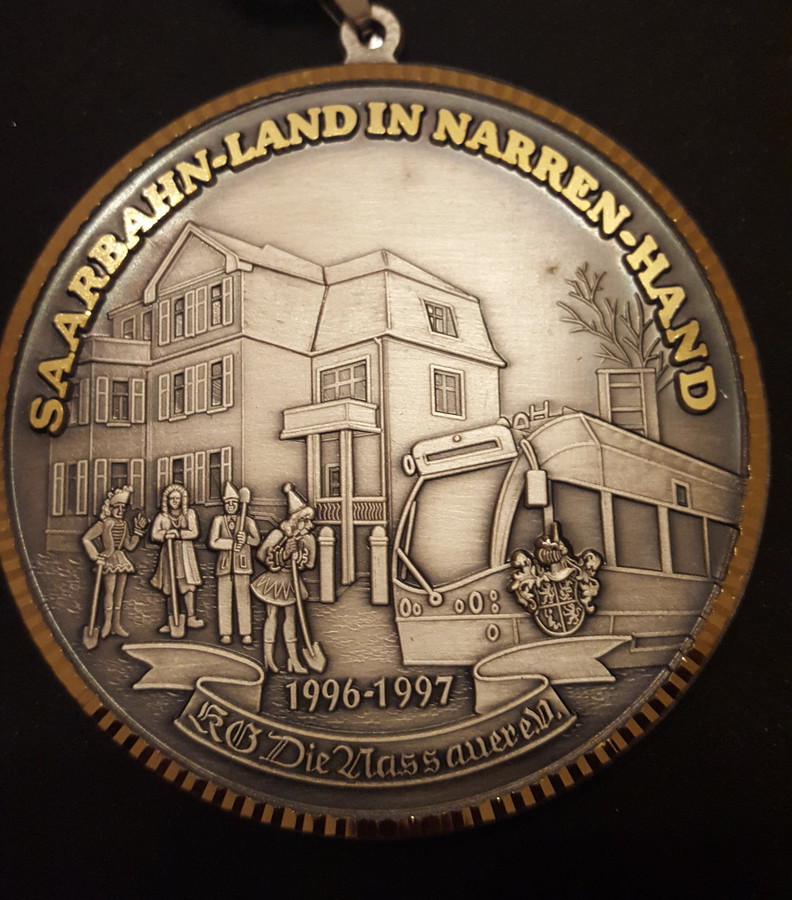 SAARBAHN-LAND IN NARREN-HAND
1996-1997
KG Die Nassauer e.V.